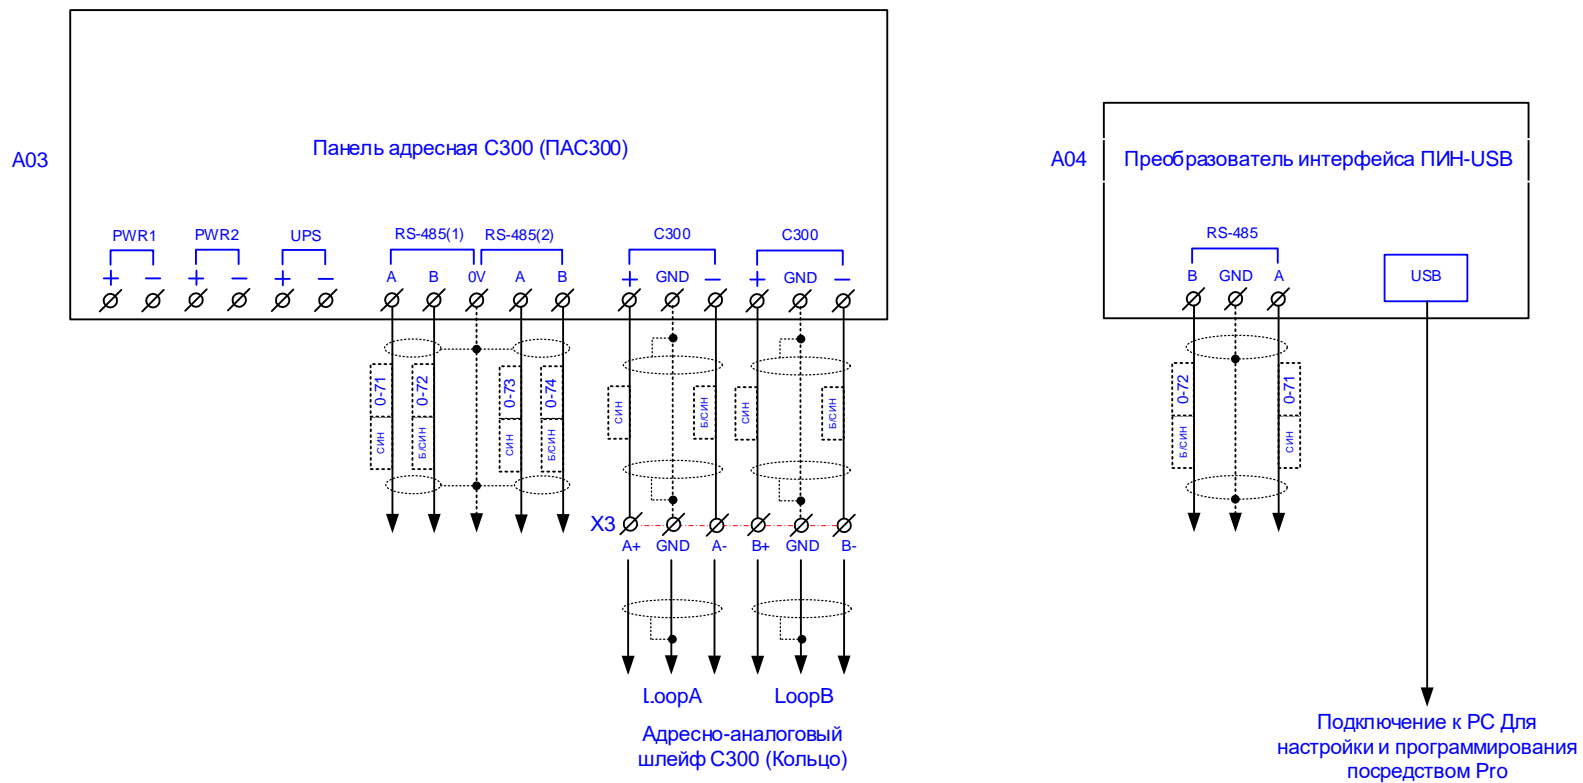 A03
Панель адресная С300 (ПАС300)
PWR1
PWR2
UPS
RS-485(1)
RS-485(2)
C300
C300
+ − + − + −
A B 0V A B
+ GND −
+ GND −
0-71
син
0-72
Б/син
0-73
син
0-74
Б/син
син
Б/син
син
Б/син
X3
A+ GND A- B+ GND B-
LoopA
LoopB
Адресно-аналоговый
шлейф С300 (Кольцо)
A04
Преобразователь интерфейса ПИН-USB
RS-485
B GND A
USB
0-72
Б/син
0-71
син
Подключение к PC Для
настройки и программирования
посредством Pro